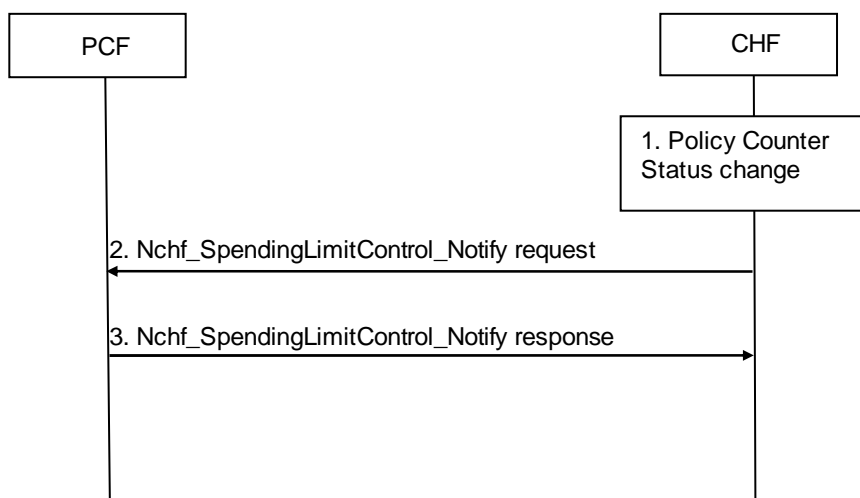 PCF
CHF
1. Policy Counter
Status change
2. Nchf_SpendingLimitControl_Notify request
3. Nchf_SpendingLimitControl_Notify response